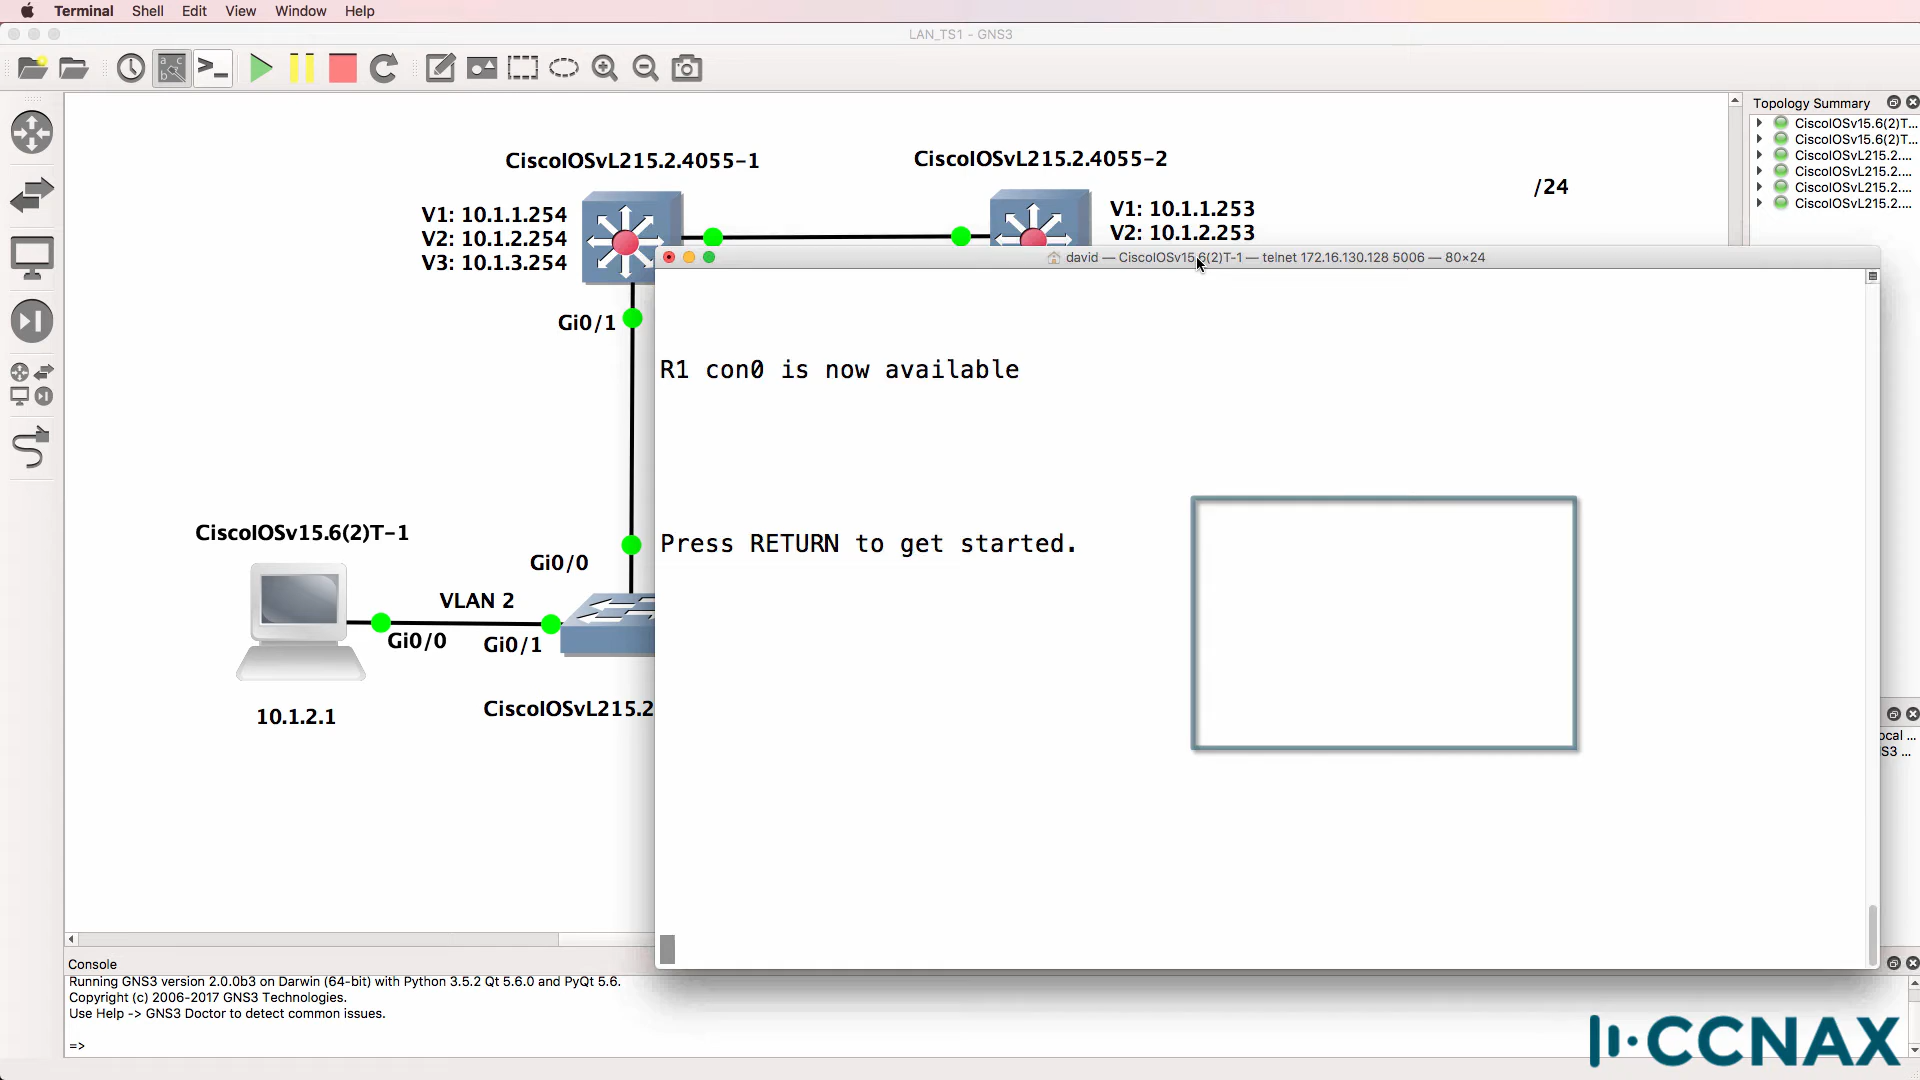 Terminal Shell Edit View Window Help
LAN_TS1 - GNS3
Topology Summary
CiscoIOSv15.6(2)T...
CiscoIOSv15.6(2)T...
CiscoIOSvL215.2....
CiscoIOSvL215.2....
CiscoIOSvL215.2....
CiscoIOSvL215.2....
CiscoIOSvL215.2.4055-1
CiscoIOSvL215.2.4055-2
/24
V1: 10.1.1.254
V2: 10.1.2.254
V3: 10.1.3.254
V1: 10.1.1.253
V2: 10.1.2.253
david — CiscoIOSv15.6(2)T-1 — telnet 172.16.130.128 5006 — 80×24
Gi0/1
R1 con0 is now available
Press RETURN to get started.
CiscoIOSv15.6(2)T-1
Gi0/0
VLAN 2
Gi0/0
Gi0/1
10.1.2.1
CiscoIOSvL215.2
ocal ...
S3 ...
Console
Running GNS3 version 2.0.0b3 on Darwin (64-bit) with Python 3.5.2 Qt 5.6.0 and PyQt 5.6.
Copyright (c) 2006-2017 GNS3 Technologies.
Use Help -> GNS3 Doctor to detect common issues.
=>
CCNAX